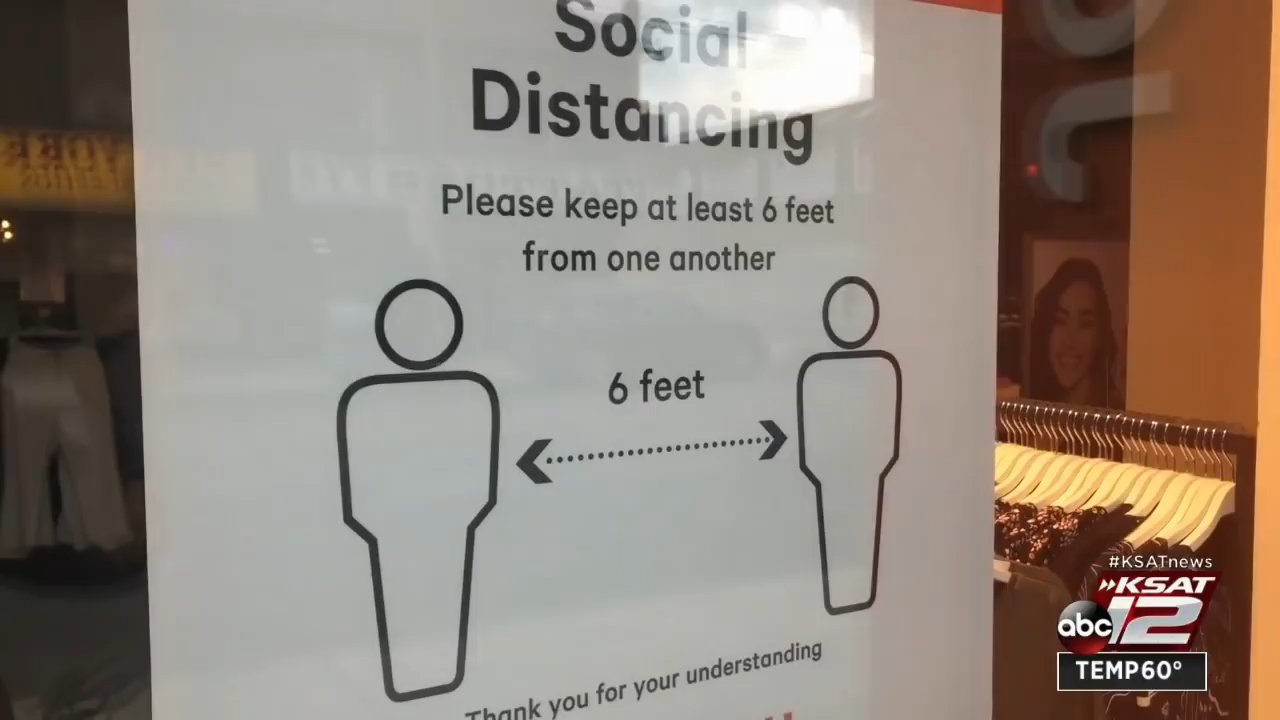 Social
Distancing
Please keep at least 6 feet
from one another
6 feet
Thank you for your understanding
#KSATnews
KSAT
abc 12
TEMP60°